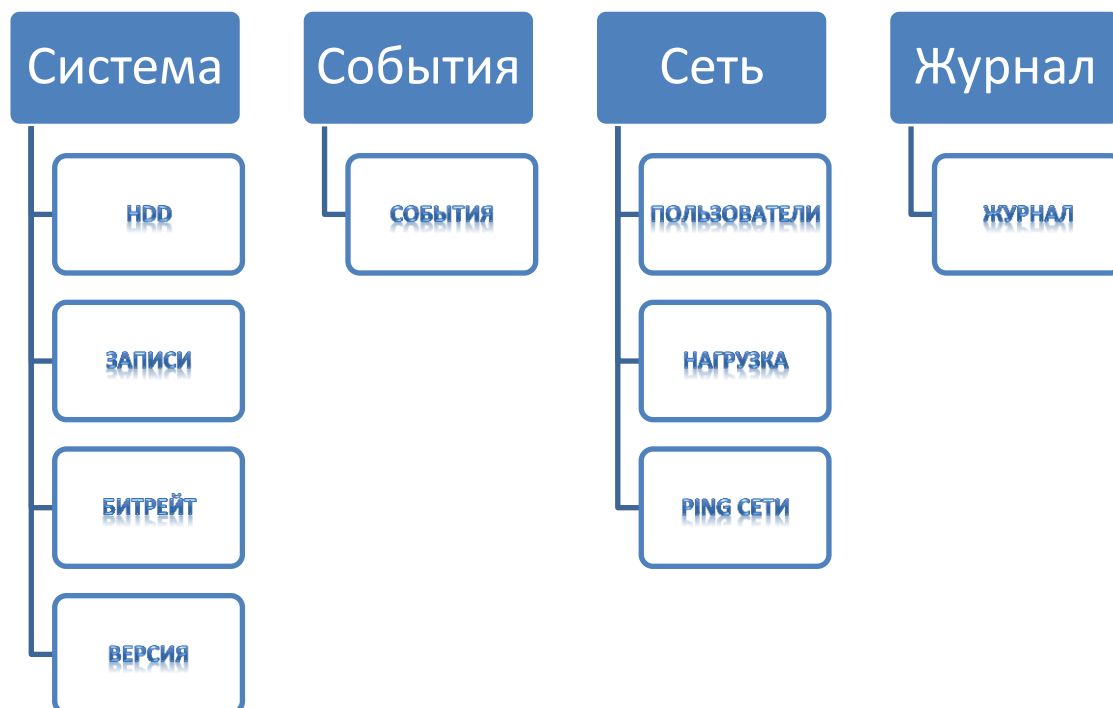 Система
HDD
ЗАПИСИ
БИТРЕЙТ
ВЕРСИЯ
События
СОБЫТИЯ
Сеть
ПОЛЬЗОВАТЕЛИ
НАГРУЗКА
PING СЕТИ
Журнал
ЖУРНАЛ